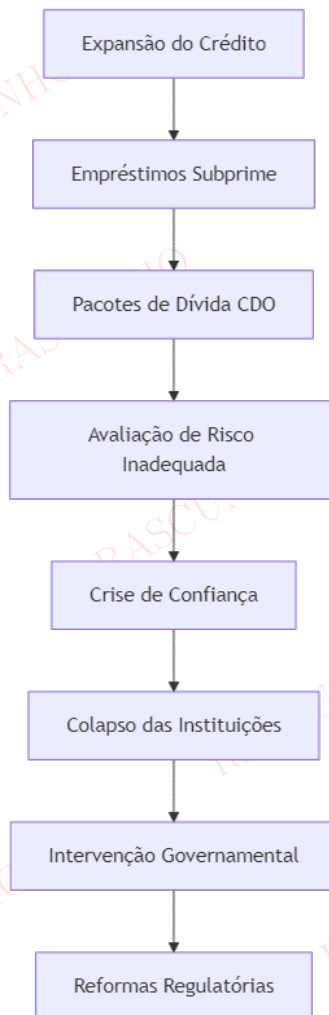 Expansão do Crédito
Empréstimos Subprime
Pacotes de Dívida CDO
Avaliação de Risco
Inadequada
Crise de Confiança
Colapso das Instituições
Intervenção Governamental
Reformas Regulatórias